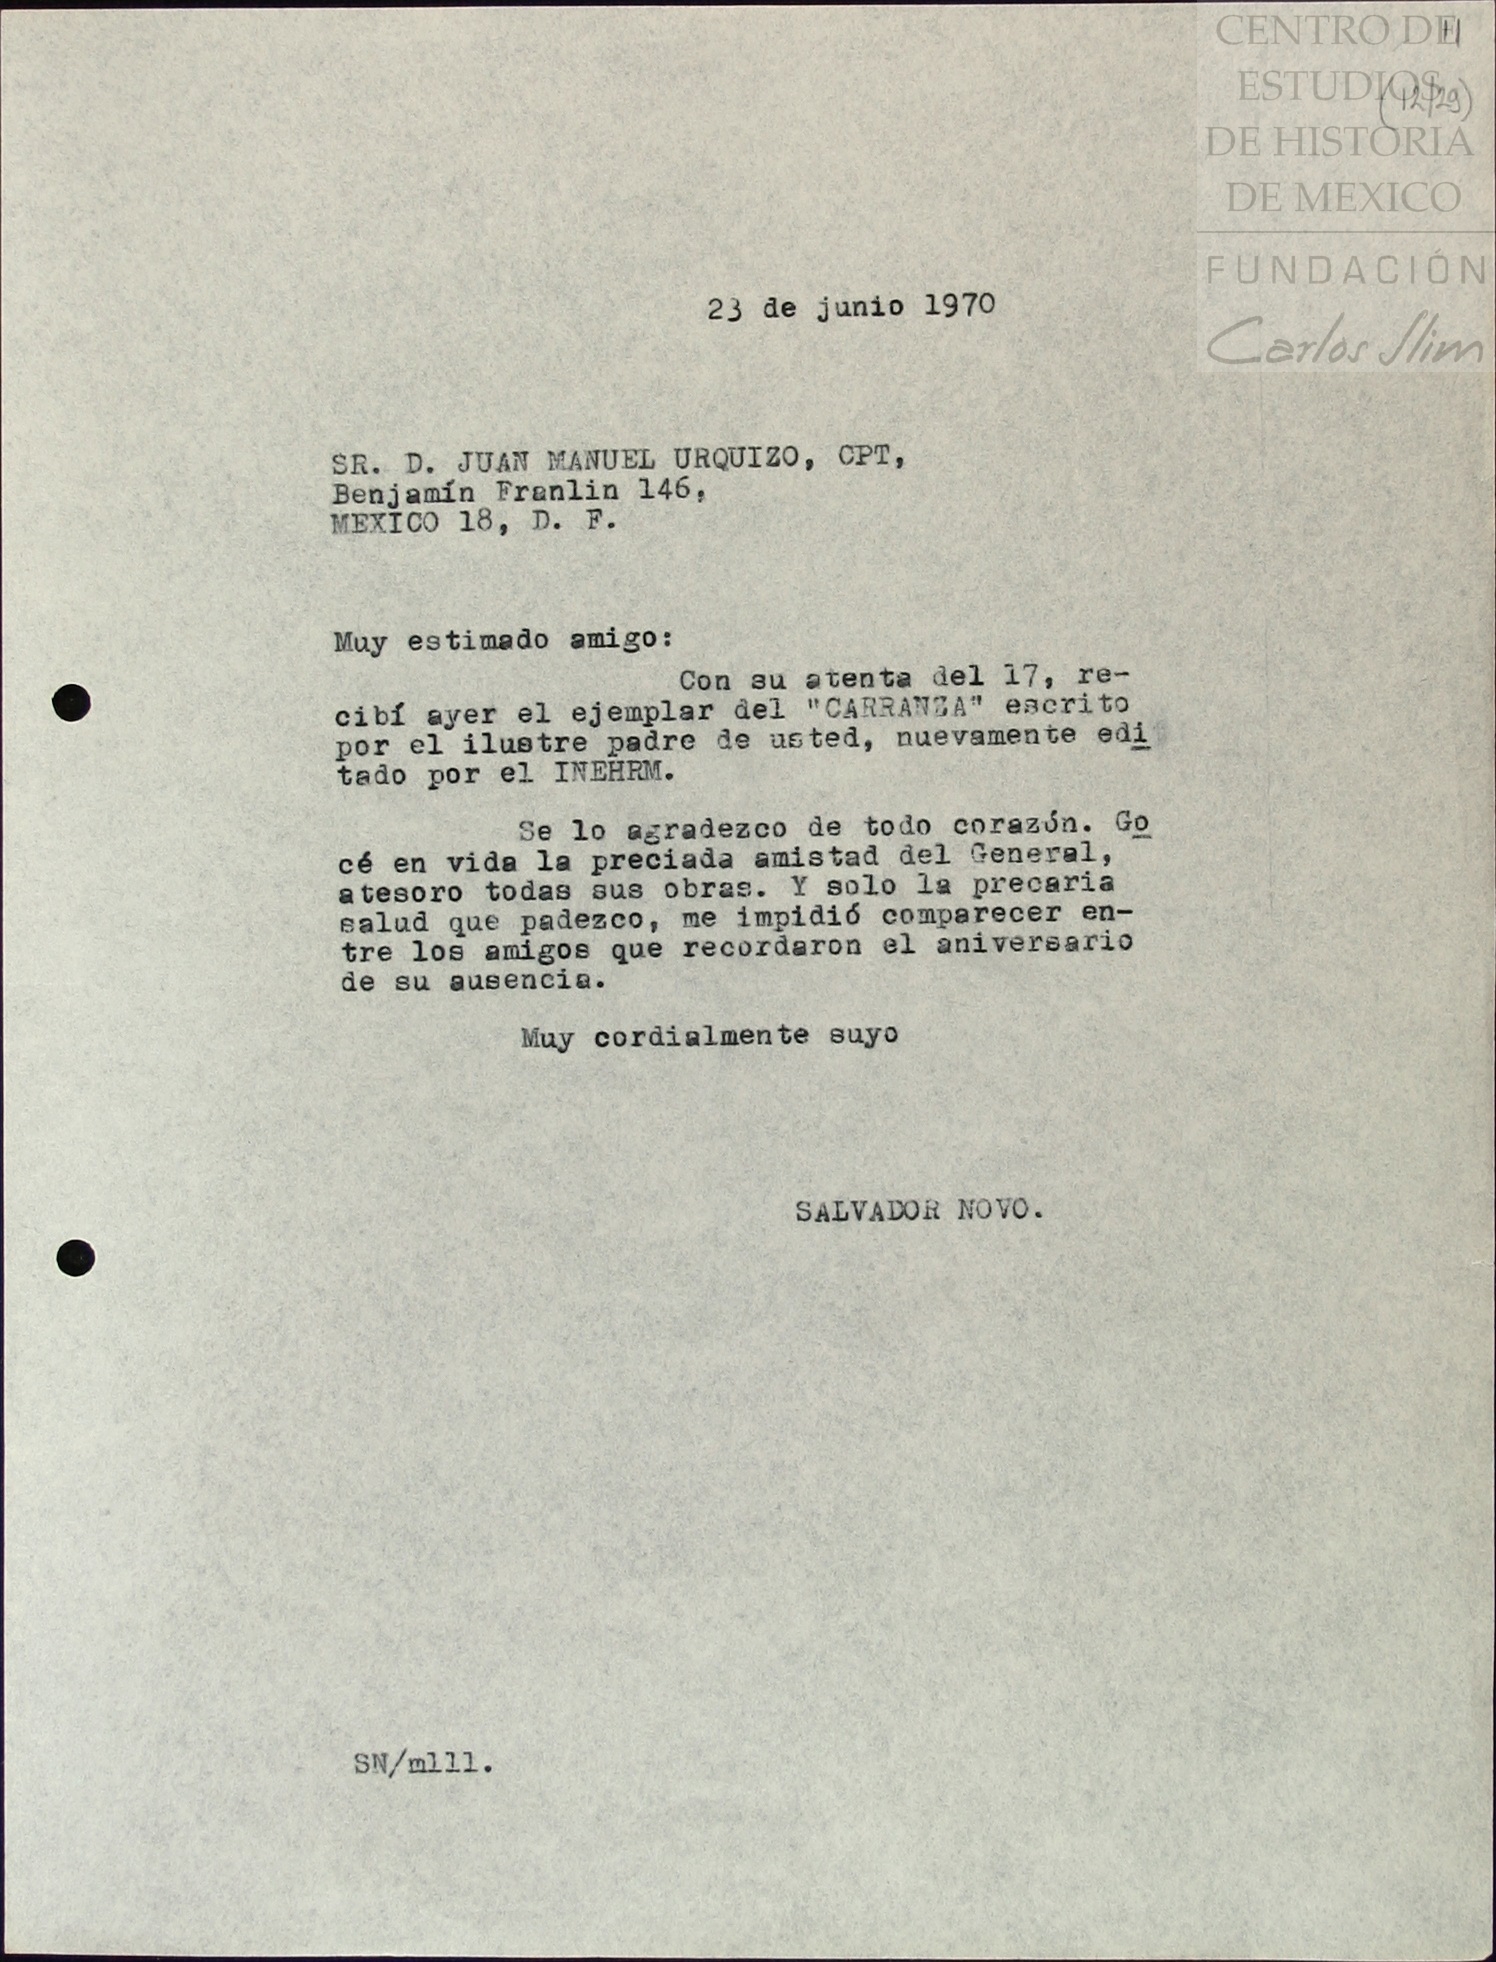 CENTRO DE
ESTUDIOS
(12/29)
DE HISTORIA
DE MEXICO
FUNDACIÓN
Carlos Slim
23 de junio 1970
SR. D. JUAN MANUEL URQUIZO, CPT,
Benjamín Franlin 146,
MEXICO 18, D. F.
Muy estimado amigo:
Con su atenta del 17, re-
cibí ayer el ejemplar del "CARRANZA" escrito
por el ilustre padre de usted, nuevamente edi
tado por el INEHRM.
Se lo agradezco de todo corazón. Go
cé en vida la preciada amistad del General,
atesoro todas sus obras. Y solo la precaria
salud que padezco, me impidió comparecer en-
tre los amigos que recordaron el aniversario
de su ausencia.
Muy cordialmente suyo
SALVADOR NOVO.
SN/mlll.